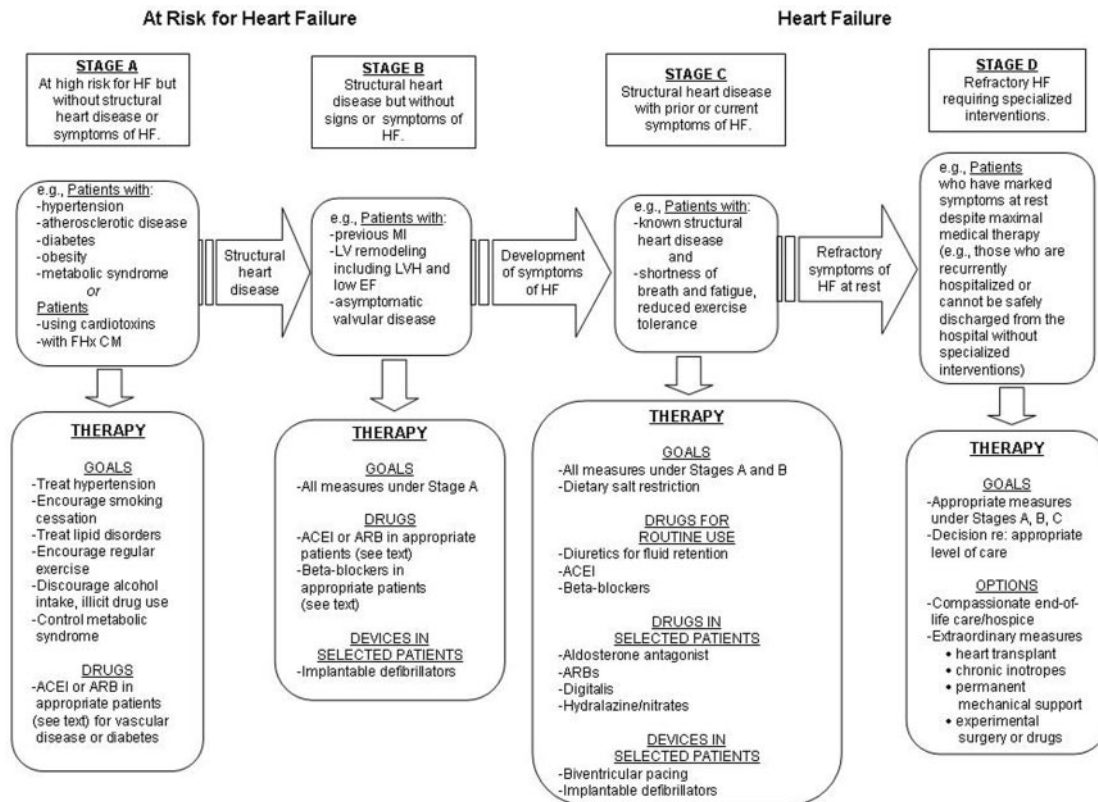 At Risk for Heart Failure
Heart Failure
STAGE A
At high risk for HF but
without structural
heart disease or
symptoms of HF.
STAGE B
Structural heart
disease but without
signs or symptoms of
HF.
STAGE C
Structural heart disease
with prior or current
symptoms of HF.
STAGE D
Refractory HF
requiring specialized
interventions.
e.g., Patients with:
-hypertension
-atherosclerotic disease
-diabetes
-obesity
-metabolic syndrome
or
Patients
-using cardiotoxins
-with FHx CM
Structural
heart
disease
e.g., Patients with:
-previous MI
-LV remodeling
including LVH and
low EF
-asymptomatic
valvular disease
Development
of symptoms
of HF
e.g., Patients with:
-known structural
heart disease
and
-shortness of
breath and fatigue,
reduced exercise
tolerance
Refractory
symptoms of
HF at rest
e.g., Patients
who have marked
symptoms at rest
despite maximal
medical therapy
(e.g., those who are
recurrently
hospitalized or
cannot be safely
discharged from the
hospital without
specialized
interventions)
THERAPY
GOALS
-Treat hypertension
-Encourage smoking
cessation
-Treat lipid disorders
-Encourage regular
exercise
-Discourage alcohol
intake, illicit drug use
-Control metabolic
syndrome
DRUGS
-ACEI or ARB in
appropriate patients
(see text) for vascular
disease or diabetes
THERAPY
GOALS
-All measures under Stage A
DRUGS
-ACEI or ARB in appropriate
patients (see text)
-Beta-blockers in
appropriate patients
(see text)
DEVICES IN
SELECTED PATIENTS
-Implantable defibrillators
THERAPY
GOALS
-All measures under Stages A and B
-Dietary salt restriction
DRUGS FOR
ROUTINE USE
-Diuretics for fluid retention
-ACEI
-Beta-blockers
DRUGS IN
SELECTED PATIENTS
-Aldosterone antagonist
-ARBs
-Digitalis
-Hydralazine/nitrates
DEVICES IN
SELECTED PATIENTS
-Biventricular pacing
-Implantable defibrillators
THERAPY
GOALS
-Appropriate measures
under Stages A, B, C
-Decision re: appropriate
level of care
OPTIONS
-Compassionate end-of-
life care/hospice
-Extraordinary measures
• heart transplant
• chronic inotropes
• permanent
mechanical support
• experimental
surgery or drugs